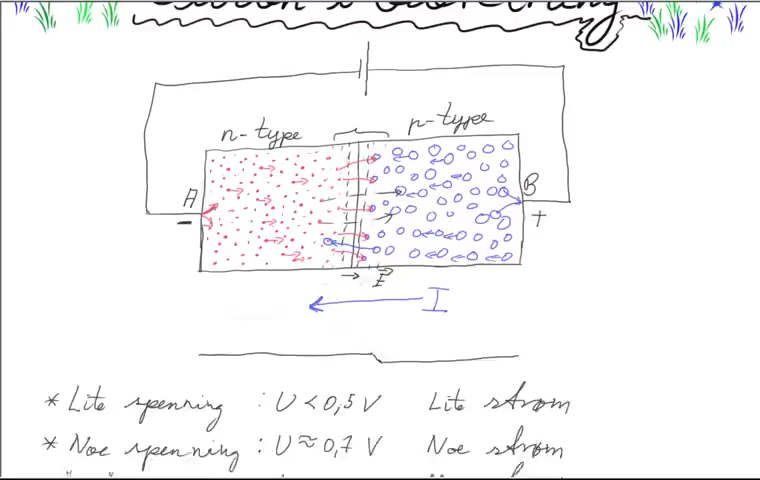 n-type
p-type
A
B
-
+
E
I
* Lite spenning : U < 0,5 V Lite strøm
* Noe spenning : U ≈ 0,7 V Noe strøm